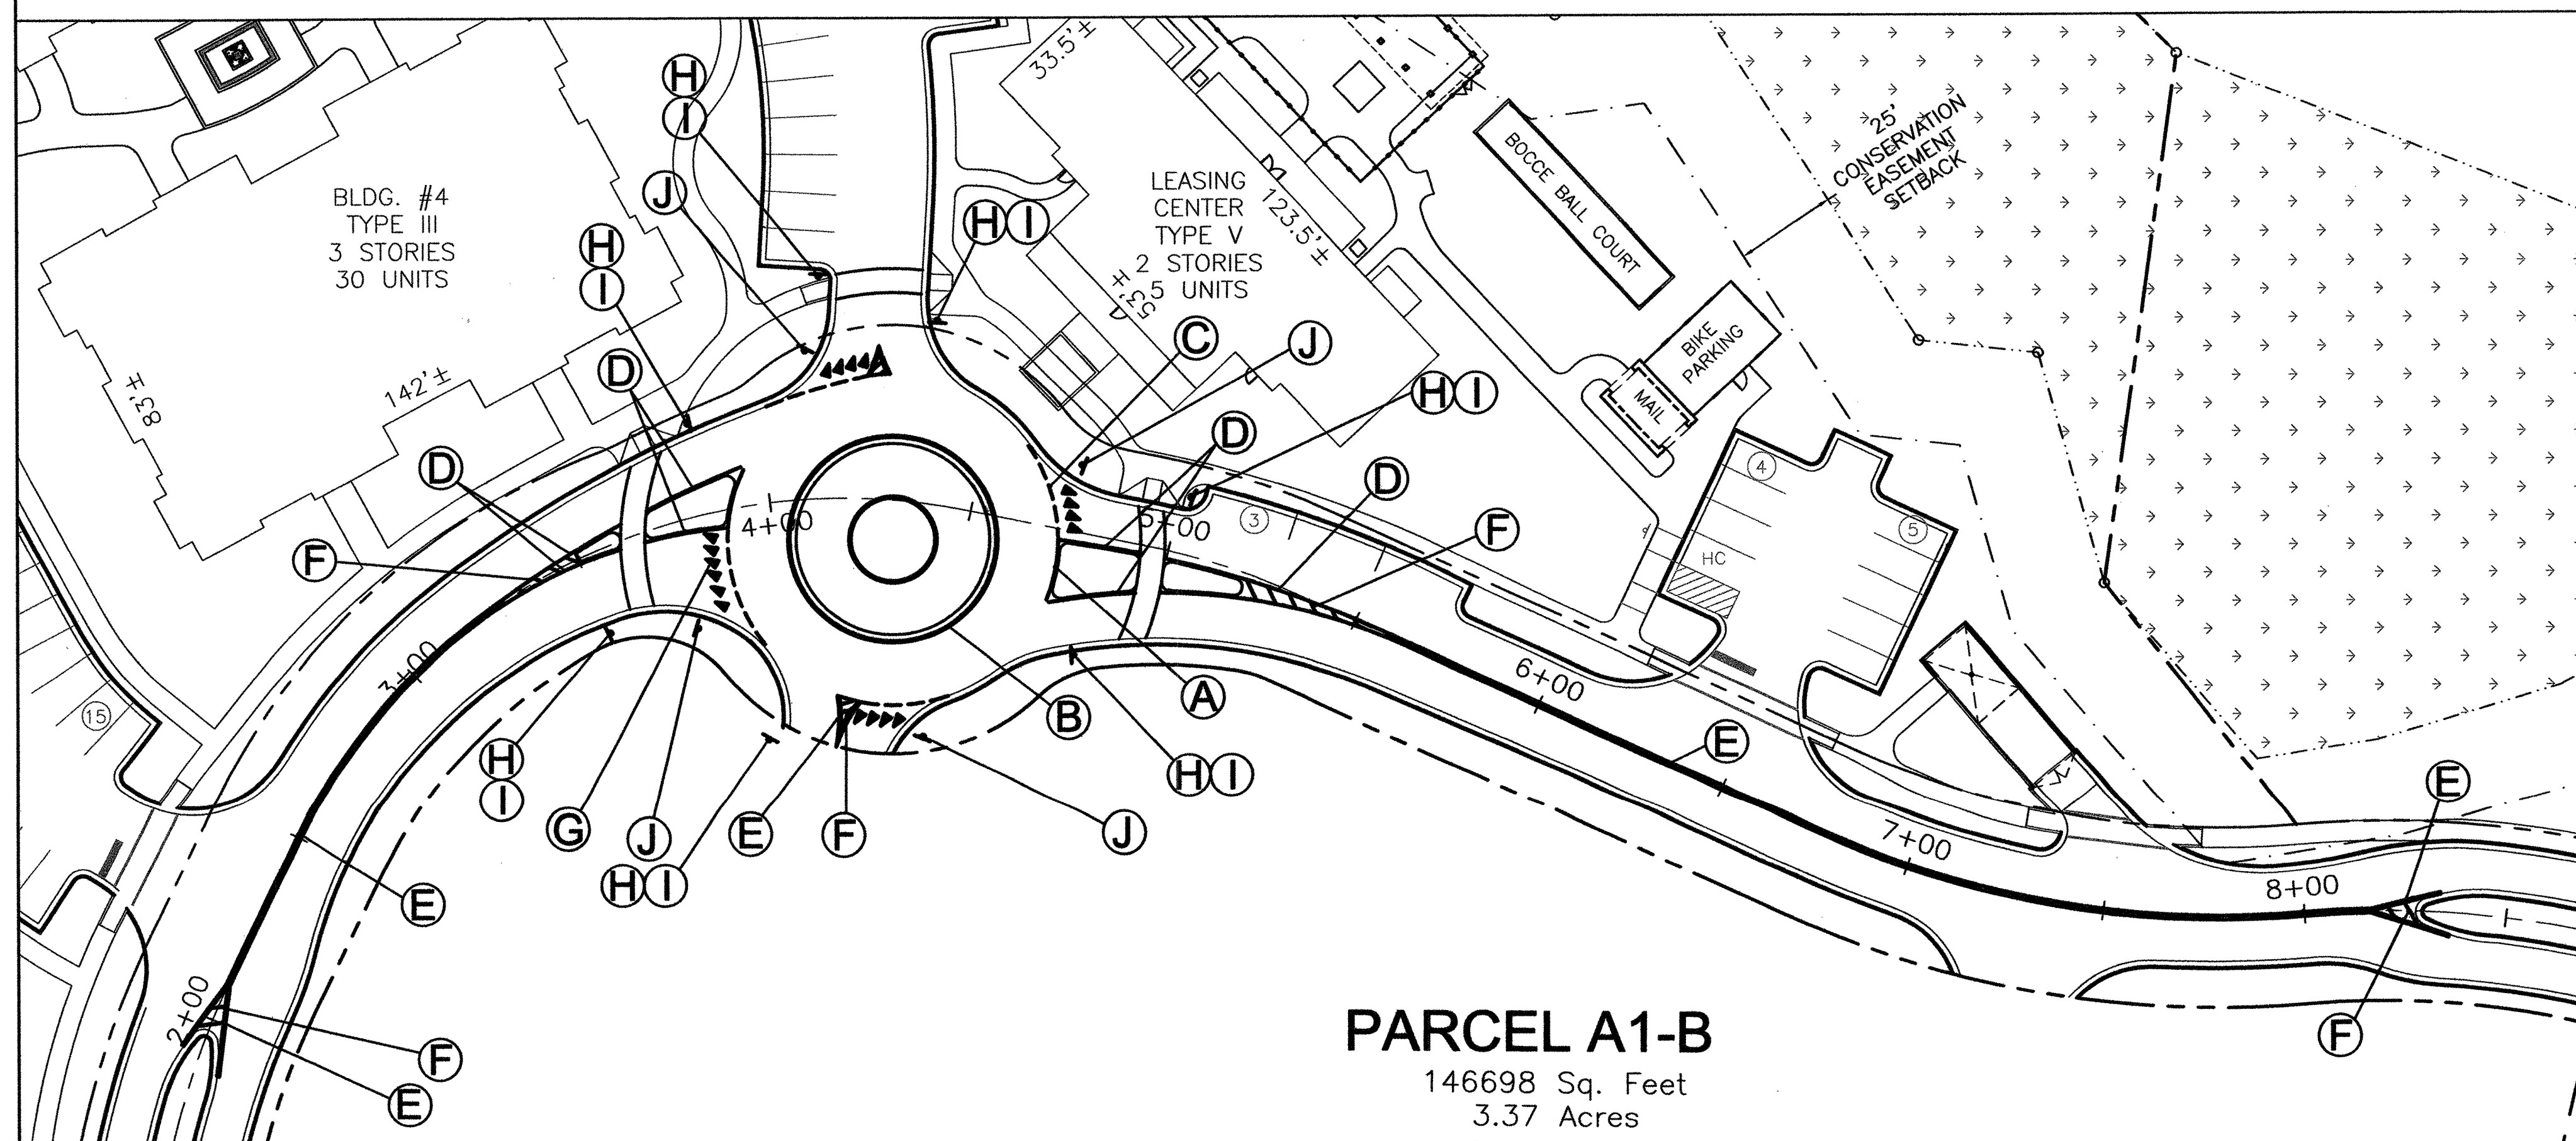 BLDG. #4
TYPE III
3 STORIES
30 UNITS
83'±
142'±
33.5'±
LEASING
CENTER
TYPE V
2 STORIES
5 UNITS
53'±
123.5'±
BOCCE BALL COURT
BIKE
PARKING
MAIL
25'
CONSERVATION
EASEMENT
SETBACK
H
I
J
H
I
H I
D
D
F
C
J
H I
D
D
F
4
5
3
HC
15
2+00
3+00
4+00
5+00
6+00
7+00
8+00
A
B
H I
H
I
G
J
H I
E
F
J
E
E
F
E
E
F
PARCEL A1-B
146698 Sq. Feet
3.37 Acres